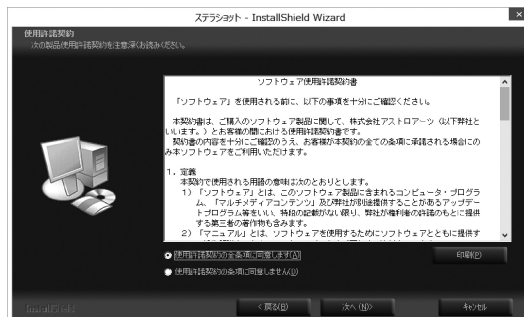 ステラショット - InstallShield Wizard
使用許諾契約
次の製品使用許諾契約を注意深くお読みください。
ソフトウェア使用許諾契約書
「ソフトウェア」を使用される前に、以下の事項を十分にご確認ください。
本契約書は、ご購入のソフトウェア製品に関して、株式会社アストロアーツ（以下弊社と
いいます。）とお客様の間における使用許諾契約書です。
契約書の内容を十分にご確認のうえ、お客様が本契約の全ての条項に承諾される場合にの
み本ソフトウェアをご利用いただけます。
1．定義
本契約で使用される用語の意味は次のとおりとします。
1）「ソフトウェア」とは、このソフトウェア製品に含まれるコンピュータ・プログラ
ム、「マルチメディアコンテンツ」及び弊社が別途提供することがあるアップデー
トプログラム等をいい、特段の記載がない限り、弊社が権利者の許諾のもとに提供
する第三者の著作物も含みます。
2）「マニュアル」とは、ソフトウェアを使用するためにソフトウェアとともに提供す
使用許諾契約の全条項に同意します(A)
印刷(P)
使用許諾契約の条項に同意しません(D)
InstallShield
< 戻る(B)
次へ (N)>
キャンセル